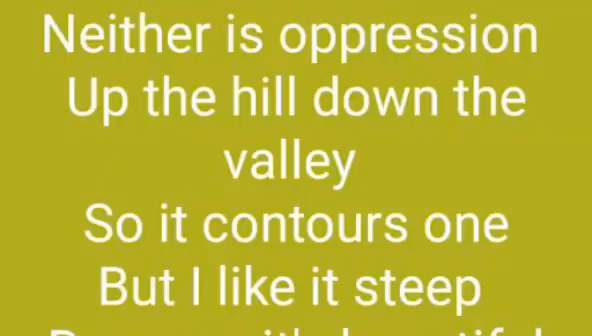 Neither is oppression
Up the hill down the
valley
So it contours one
But I like it steep